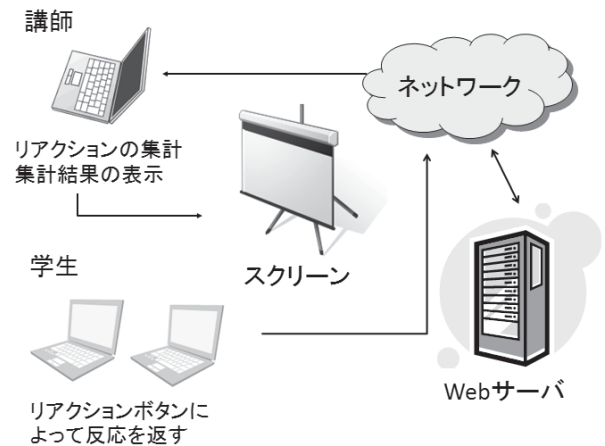 講師
ネットワーク
リアクションの集計
集計結果の表示
スクリーン
学生
Webサーバ
リアクションボタンに
よって反応を返す